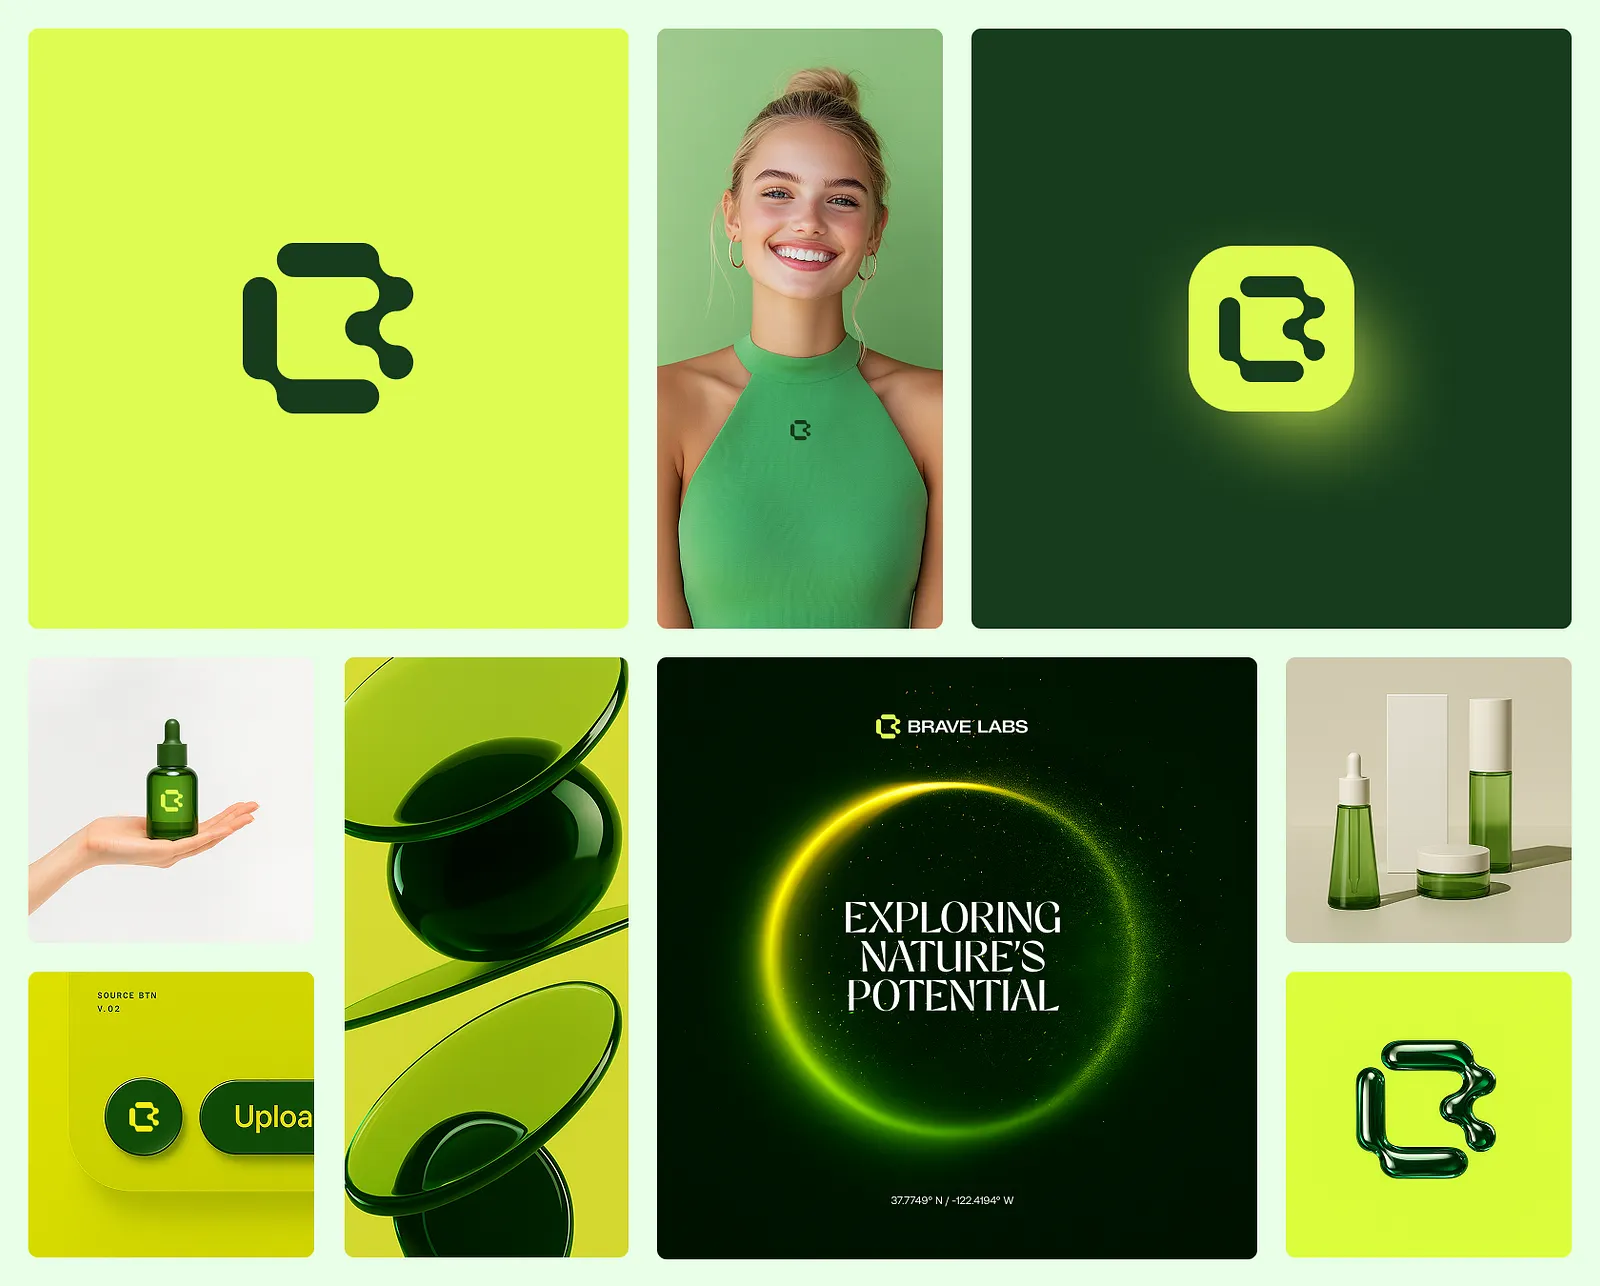 BRAVE LABS
EXPLORING
NATURE'S
POTENTIAL
37.7749° N / -122.4194° W
SOURCE BTN
V.02
Uploa